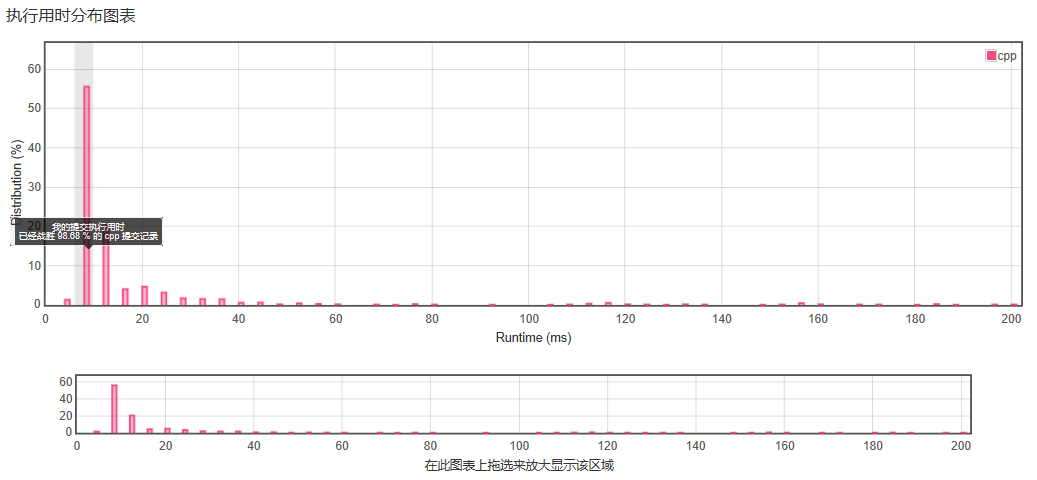 执行用时分布图表
cpp
Distribution (%)
60
50
40
30
20
10
0
我的提交执行用时
已经战胜 98.68 % 的 cpp 提交记录
0 20 40 60 80 100 120 140 160 180 200
Runtime (ms)
60
40
20
0
0 20 40 60 80 100 120 140 160 180 200
在此图表上拖选来放大显示该区域